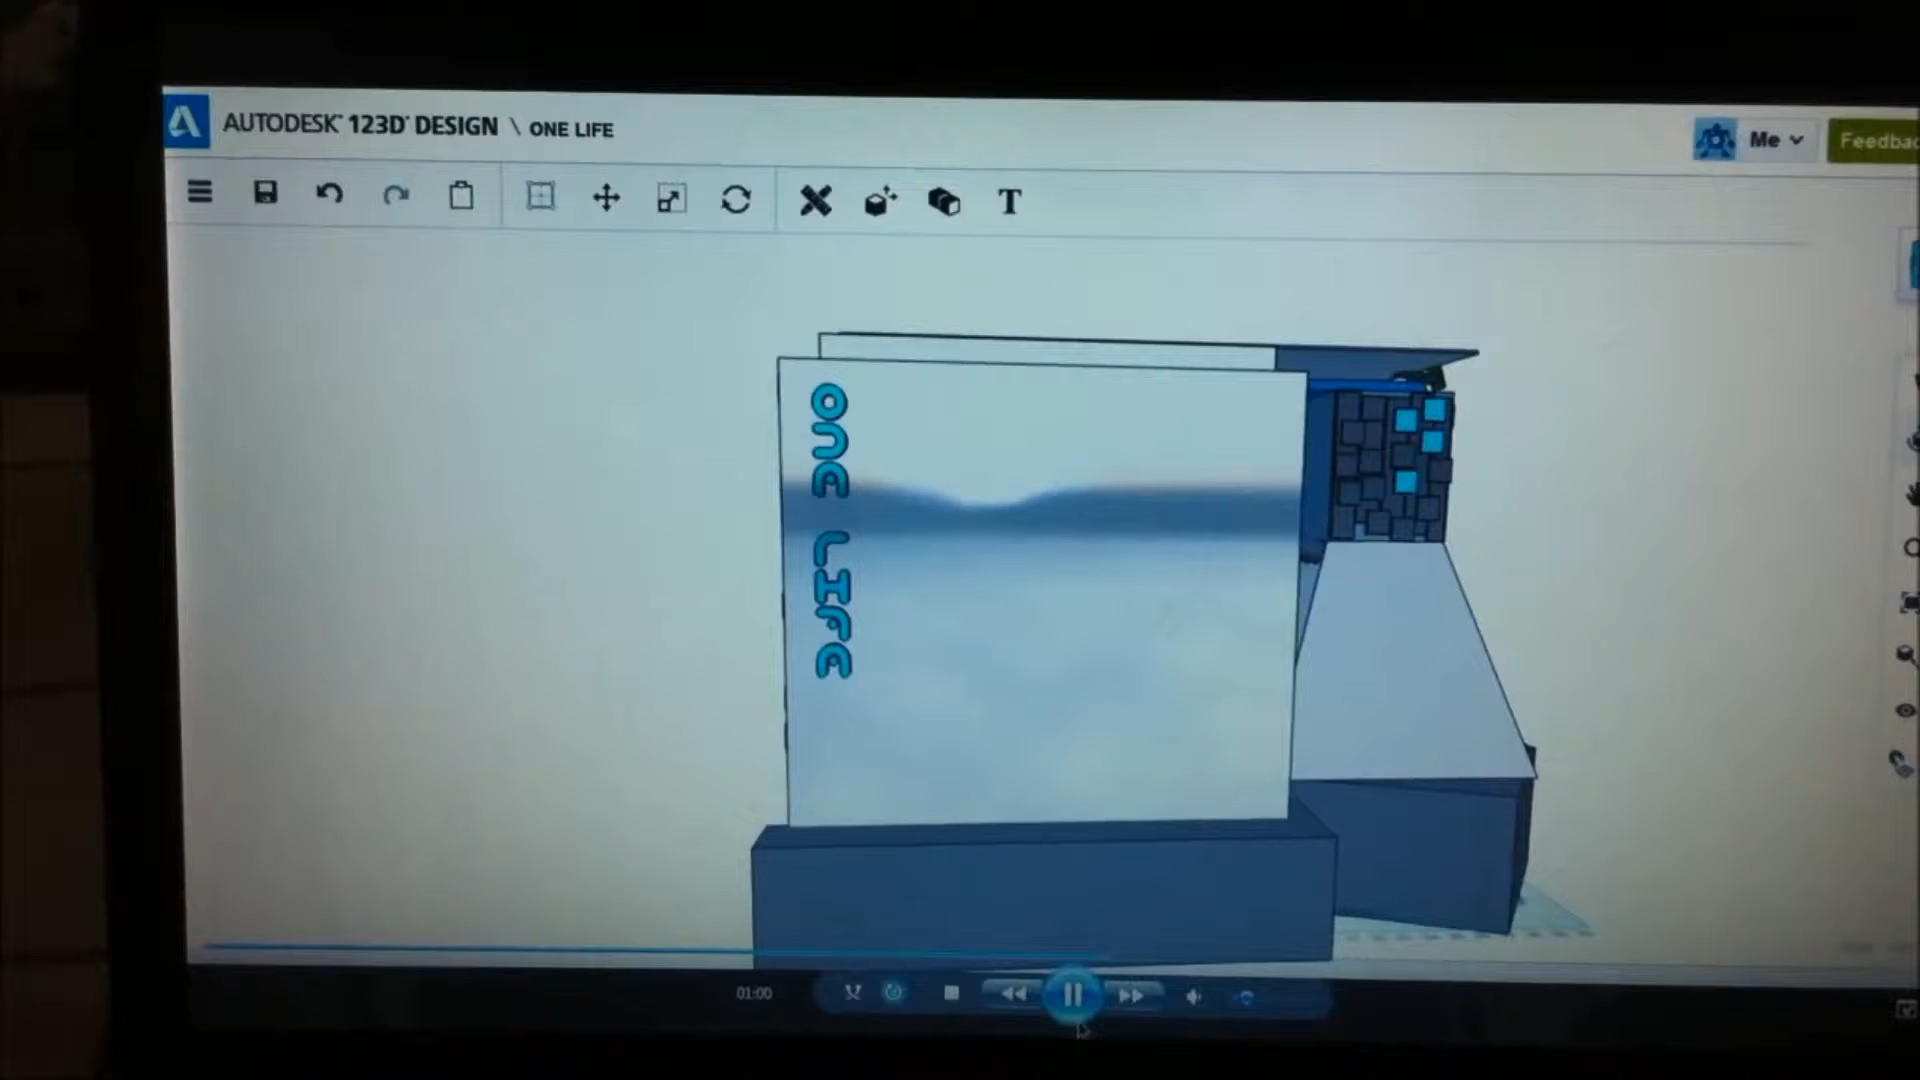 AUTODESK® 123D® DESIGN \ ONE LIFE
Me
Feedbac
T
ONE LIFE
01:00